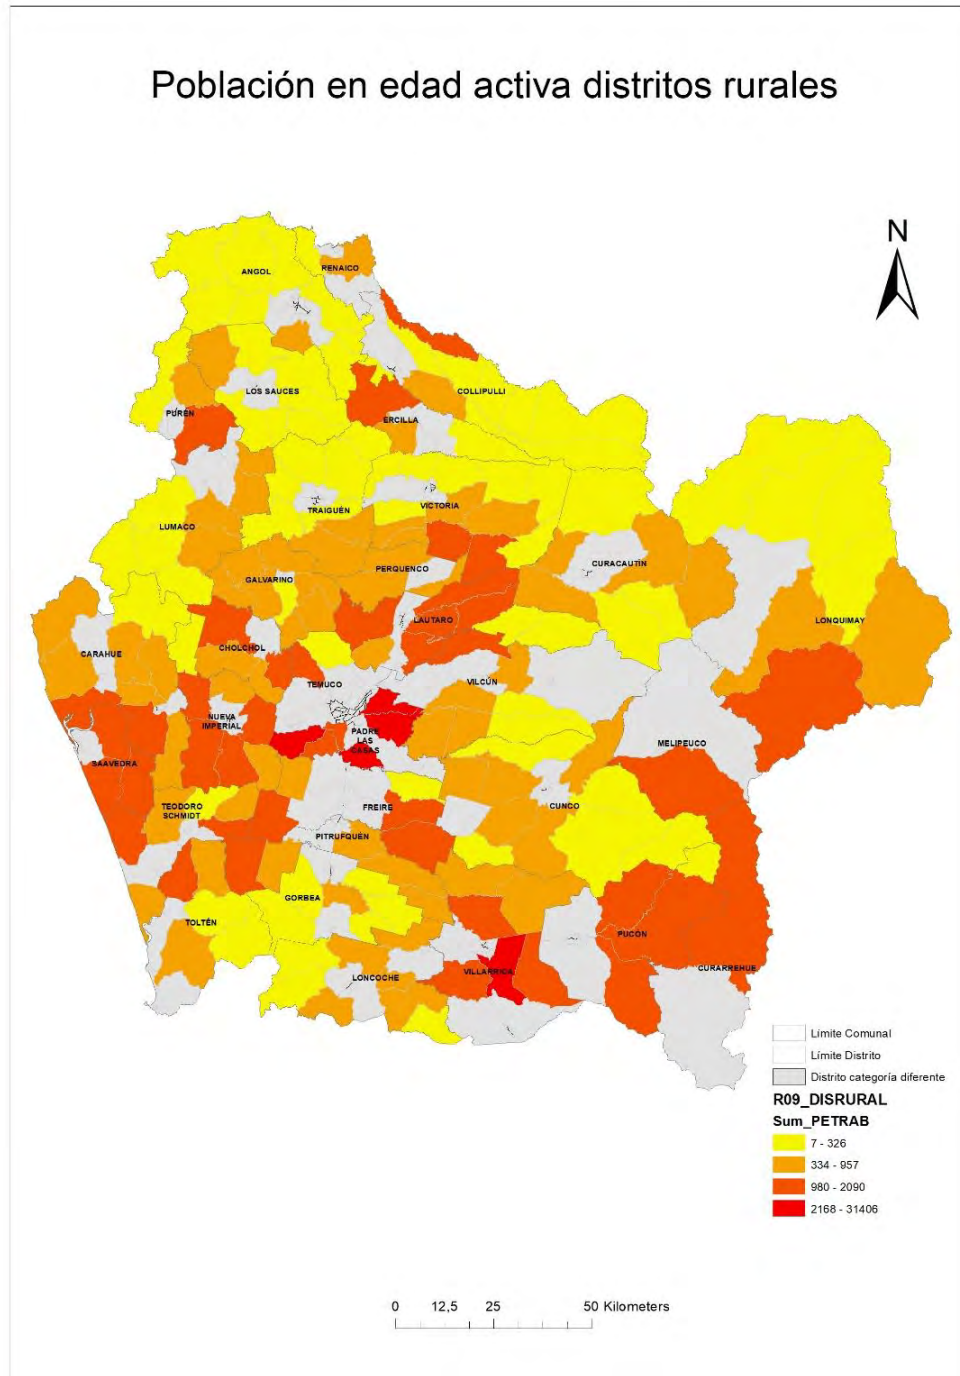 Población en edad activa distritos rurales
N
ANGOL
RENAICO
LOS SAUCES
COLLIPULLI
PURÉN
ERCILLA
TRAIGUÉN
VICTORIA
LUMACO
CURACAUTÍN
PERQUENCO
GALVARINO
LONQUIMAY
LAUTARO
CARAHUE
CHOLCHOL
TEMUCO
VILCÚN
NUEVA
IMPERIAL
PADRE
LAS
CASAS
MELIPEUCO
SAAVEDRA
TEODORO
SCHMIDT
FREIRE
CUNCO
PITRUFQUÉN
GORBEA
TOLTÉN
PUCÓN
LONCOCHE
VILLARRICA
CURARREHUE
Límite Comunal
Límite Distrito
Distrito categoría diferente
R09_DISRURAL
Sum_PETRAB
7 - 326
334 - 957
980 - 2090
2168 - 31406
0 12,5 25 50 Kilometers